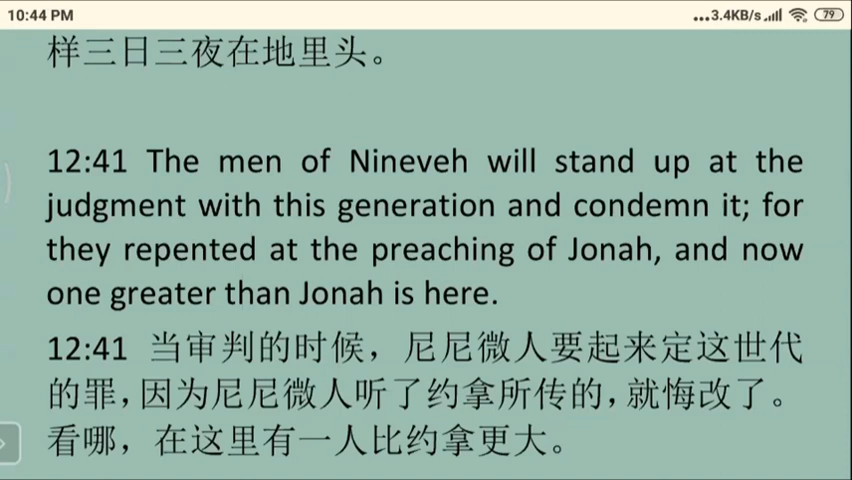 10:44 PM ...3.4KB/s 79
样三日三夜在地里头。
12:41 The men of Nineveh will stand up at the
judgment with this generation and condemn it; for
they repented at the preaching of Jonah, and now
one greater than Jonah is here.
12:41 当审判的时候，尼尼微人要起来定这世代
的罪，因为尼尼微人听了约拿所传的，就悔改了。
看哪，在这里有一人比约拿更大。